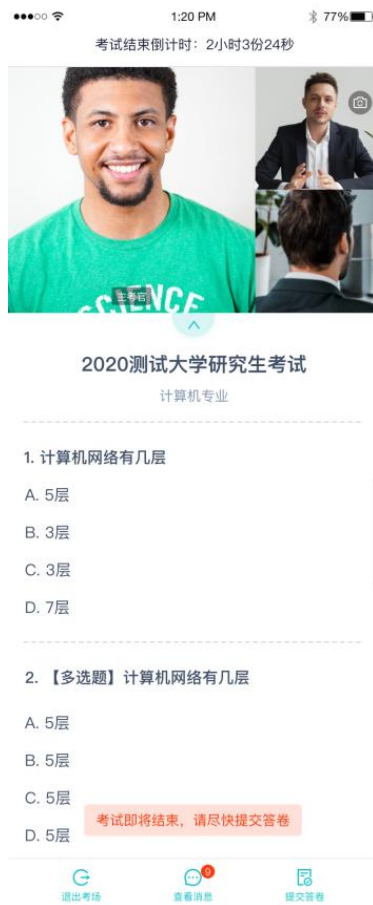 1:20 PM
77%
考试结束倒计时：2小时3份24秒
SCIENCE
主考官
2020测试大学研究生考试
计算机专业
1. 计算机网络有几层
A. 5层
B. 3层
C. 3层
D. 7层
2. 【多选题】计算机网络有几层
A. 5层
B. 5层
C. 5层
D. 5层
考试即将结束，请尽快提交答卷
9
退出考场
查看消息
提交答卷